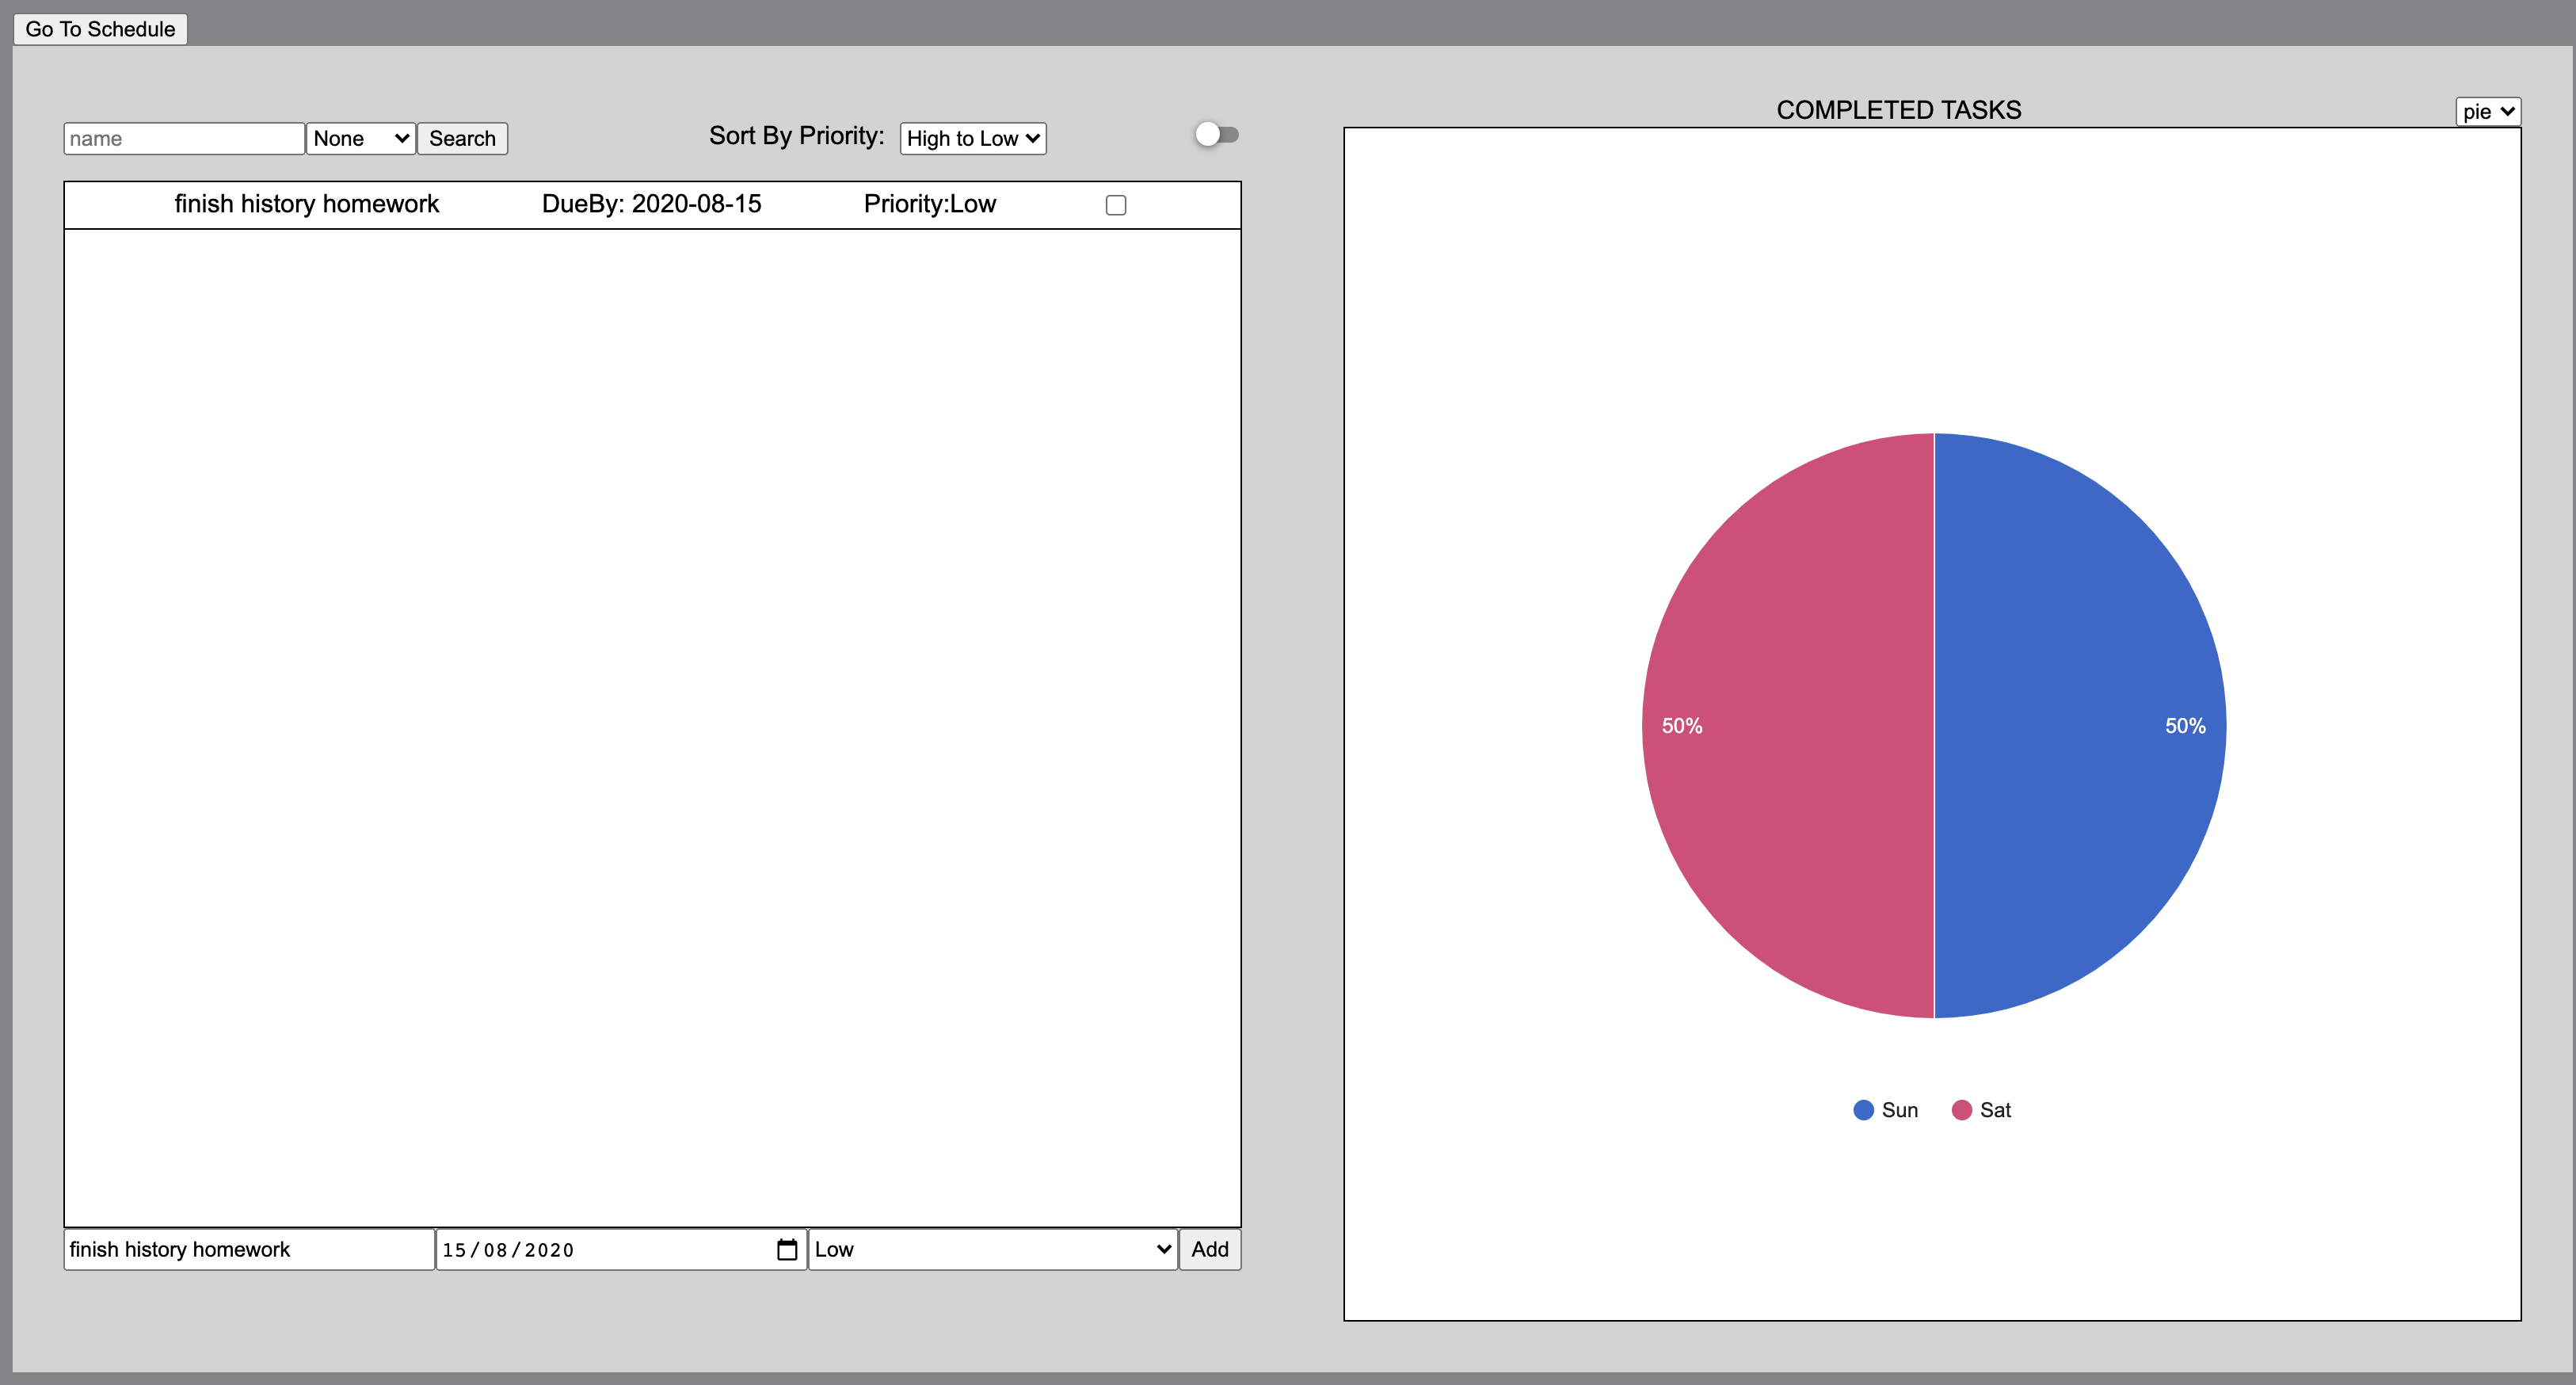 Go To Schedule
name None Search Sort By Priority: High to Low
finish history homework DueBy: 2020-08-15 Priority:Low
finish history homework 15/08/2020 Low Add
COMPLETED TASKS pie
50% 50%
Sun Sat